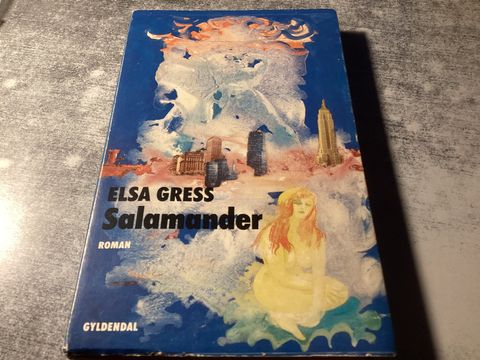 ELSA GRESS
Salamander
ROMAN
GYLDENDAL